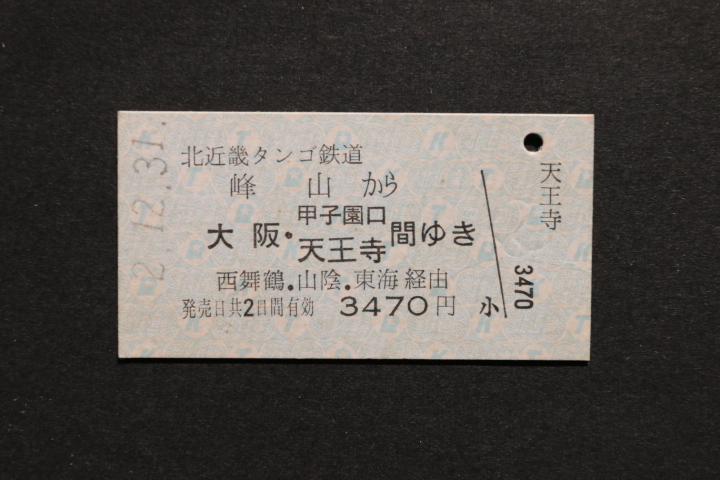 2.12.31.
北近畿タンゴ鉄道
峰山から
大阪・甲子園口
天王寺間ゆき
西舞鶴.山陰.東海経由
発売日共2日間有効 3470円 小
天王寺
3470